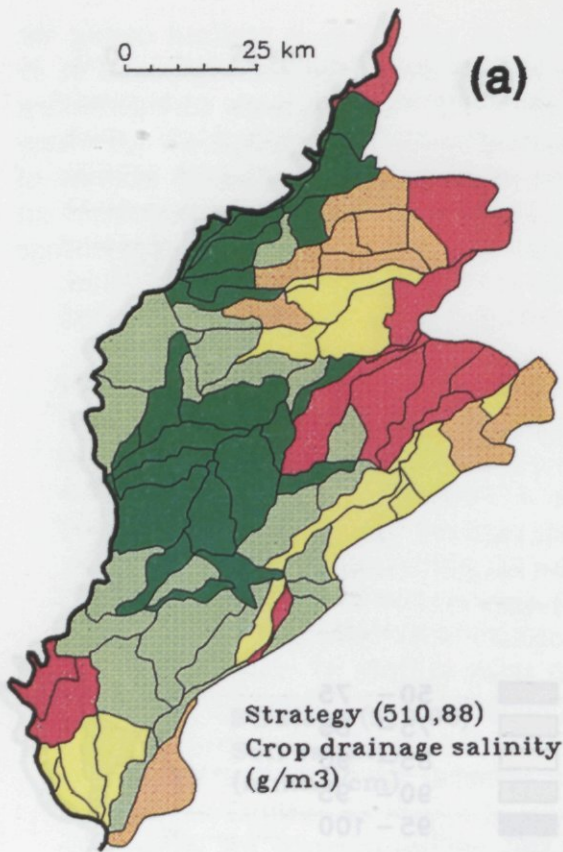 0 25 km
(a)
Strategy (510,88)
Crop drainage salinity
(g/m3)